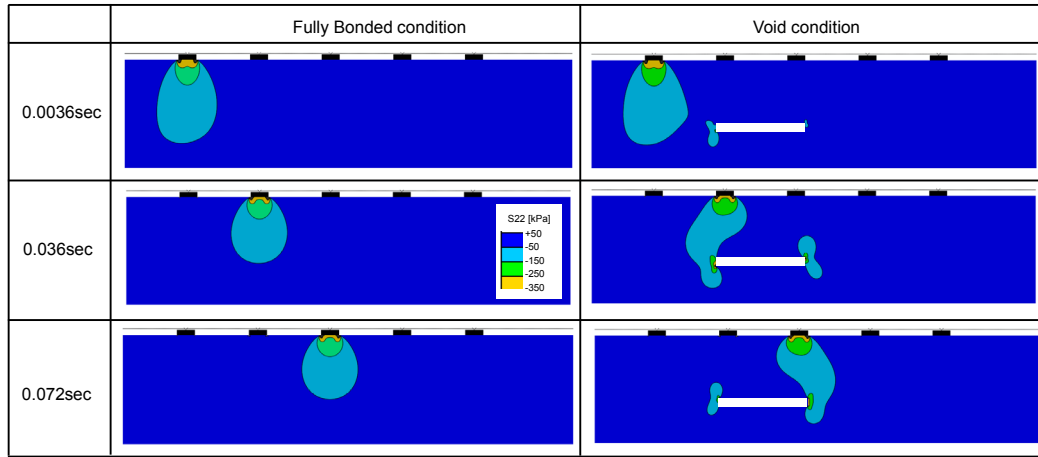 Fully Bonded condition
Void condition
0.0036sec
0.036sec
S22 [kPa]
+50
-50
-150
-250
-350
0.072sec